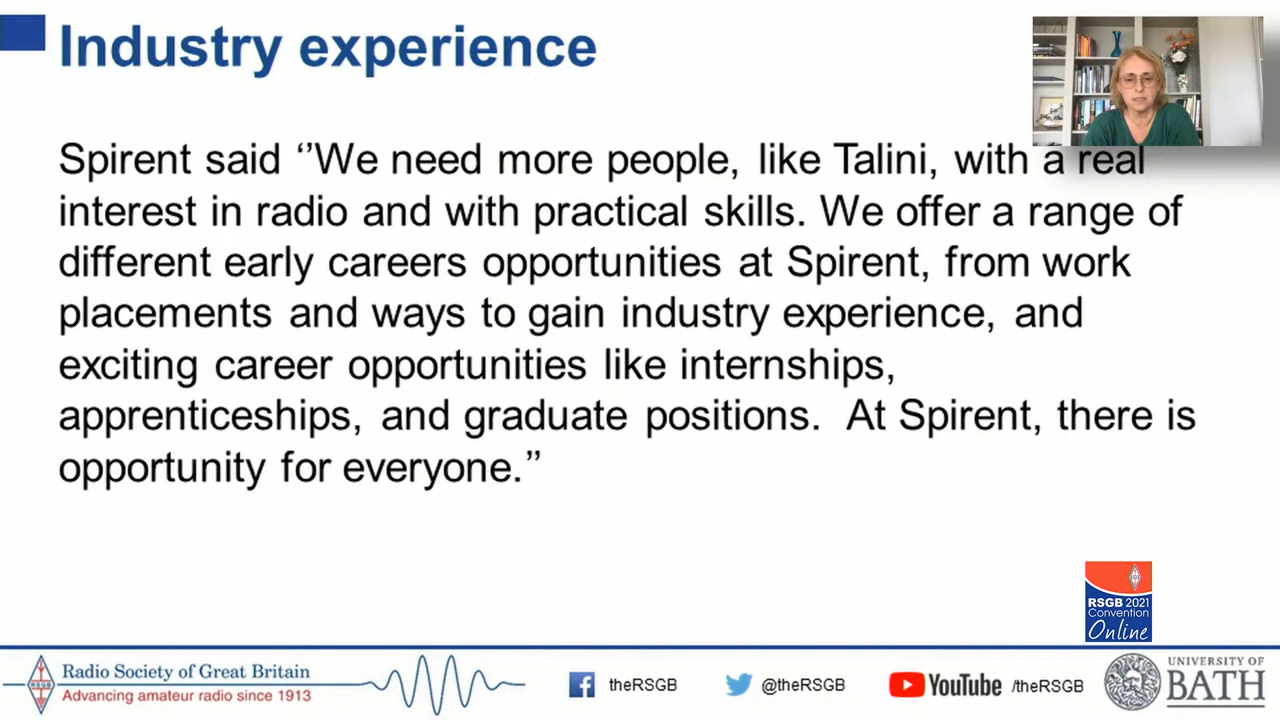 Industry experience
Spirent said ‘’We need more people, like Talini, with a real
interest in radio and with practical skills. We offer a range of
different early careers opportunities at Spirent, from work
placements and ways to gain industry experience, and
exciting career opportunities like internships,
apprenticeships, and graduate positions.  At Spirent, there is
opportunity for everyone.’’
RSGB 2021
Convention
Online
RSGB
Radio Society of Great Britain
Advancing amateur radio since 1913
theRSGB
@theRSGB
YouTube /theRSGB
UNIVERSITY OF
BATH